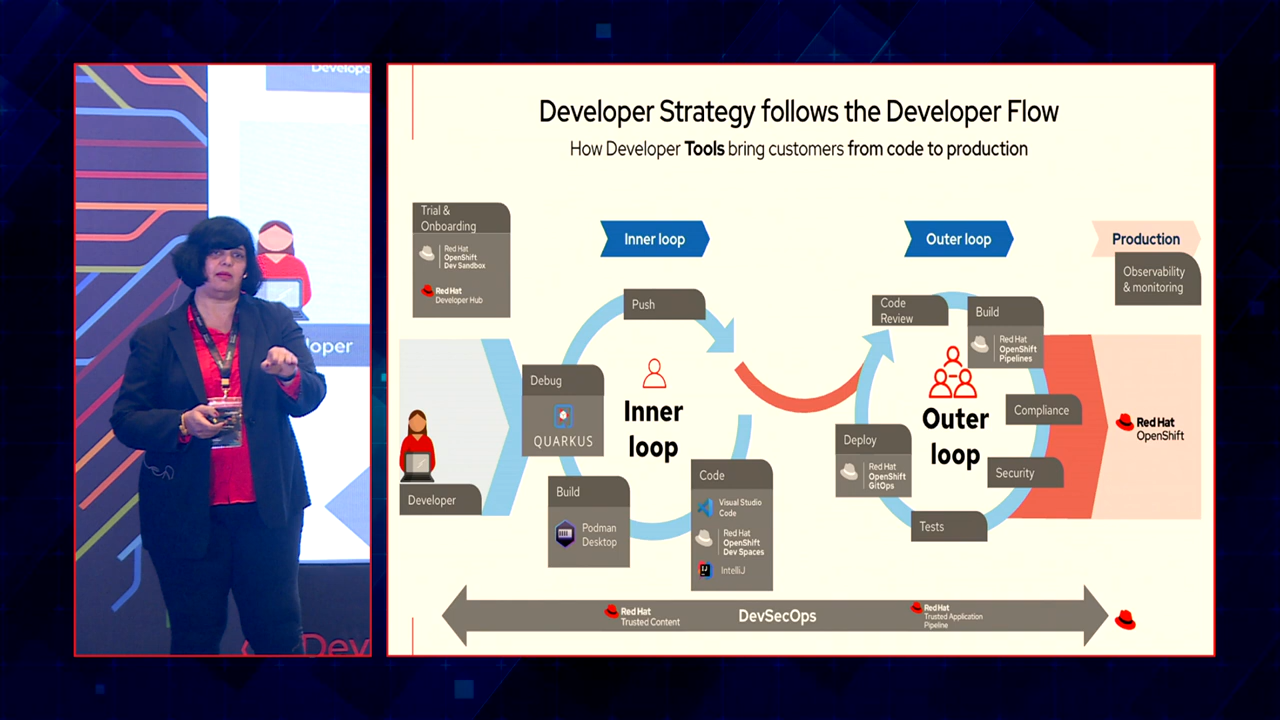 Develope
loper
Dev
Developer Strategy follows the Developer Flow
How Developer Tools bring customers from code to production
Trial &
Onboarding
Red Hat
OpenShift
Dev Sandbox
Red Hat
Developer Hub
Inner loop
Outer loop
Production
Observability
& monitoring
Push
Code
Review
Build
Red Hat
OpenShift
Pipelines
Debug
QUARKUS
Inner
loop
Outer
loop
Compliance
Red Hat
OpenShift
Deploy
Red Hat
OpenShift
GitOps
Security
Developer
Build
Podman
Desktop
Code
Visual Studio
Code
Red Hat
OpenShift
Dev Spaces
IJ
IntelliJ
Tests
Red Hat
Trusted Content
DevSecOps
Red Hat
Trusted Application
Pipeline